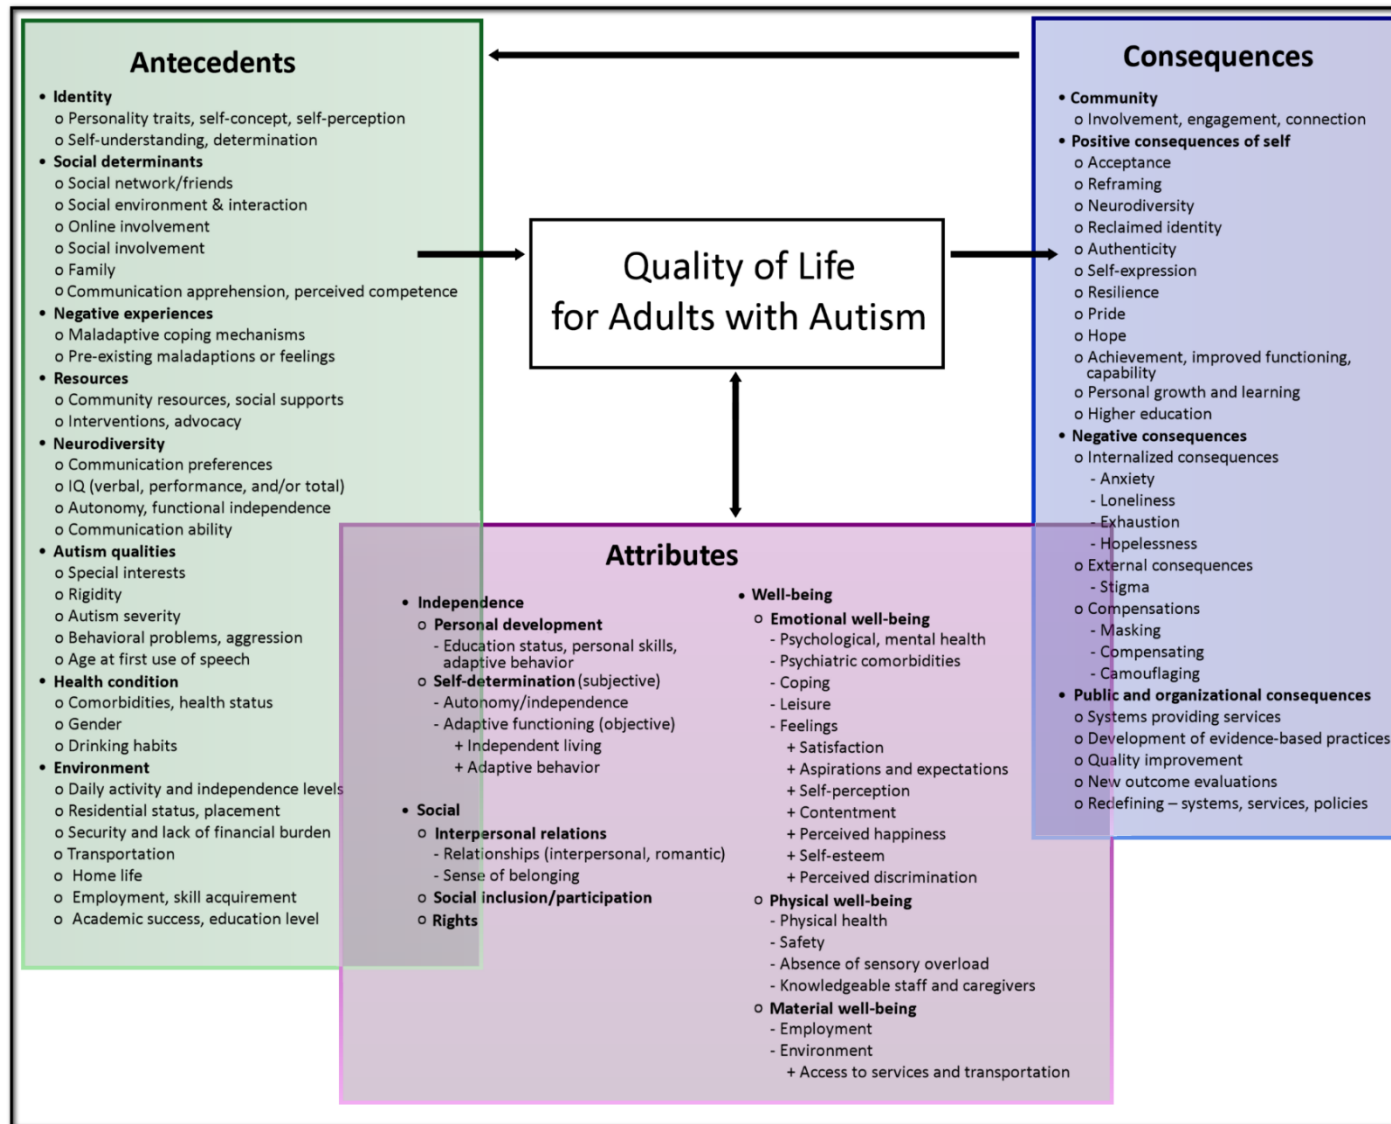 Antecedents
• Identity
o Personality traits, self-concept, self-perception
o Self-understanding, determination
• Social determinants
o Social network/friends
o Social environment & interaction
o Online involvement
o Social involvement
o Family
o Communication apprehension, perceived competence
• Negative experiences
o Maladaptive coping mechanisms
o Pre-existing maladaptions or feelings
• Resources
o Community resources, social supports
o Interventions, advocacy
• Neurodiversity
o Communication preferences
o IQ (verbal, performance, and/or total)
o Autonomy, functional independence
o Communication ability
• Autism qualities
o Special interests
o Rigidity
o Autism severity
o Behavioral problems, aggression
o Age at first use of speech
• Health condition
o Comorbidities, health status
o Gender
o Drinking habits
• Environment
o Daily activity and independence levels
o Residential status, placement
o Security and lack of financial burden
o Transportation
o Home life
o Employment, skill acquirement
o Academic success, education level
Quality of Life
for Adults with Autism
Attributes
• Independence
o Personal development
- Education status, personal skills,
adaptive behavior
o Self-determination (subjective)
- Autonomy/independence
- Adaptive functioning (objective)
+ Independent living
+ Adaptive behavior
• Social
o Interpersonal relations
- Relationships (interpersonal, romantic)
- Sense of belonging
o Social inclusion/participation
o Rights
• Well-being
o Emotional well-being
- Psychological, mental health
- Psychiatric comorbidities
- Coping
- Leisure
- Feelings
+ Satisfaction
+ Aspirations and expectations
+ Self-perception
+ Contentment
+ Perceived happiness
+ Self-esteem
+ Perceived discrimination
o Physical well-being
- Physical health
- Safety
- Absence of sensory overload
- Knowledgeable staff and caregivers
o Material well-being
- Employment
- Environment
+ Access to services and transportation
Consequences
• Community
o Involvement, engagement, connection
• Positive consequences of self
o Acceptance
o Reframing
o Neurodiversity
o Reclaimed identity
o Authenticity
o Self-expression
o Resilience
o Pride
o Hope
o Achievement, improved functioning,
capability
o Personal growth and learning
o Higher education
• Negative consequences
o Internalized consequences
- Anxiety
- Loneliness
- Exhaustion
- Hopelessness
o External consequences
- Stigma
o Compensations
- Masking
- Compensating
- Camouflaging
• Public and organizational consequences
o Systems providing services
o Development of evidence-based practices
o Quality improvement
o New outcome evaluations
o Redefining – systems, services, policies